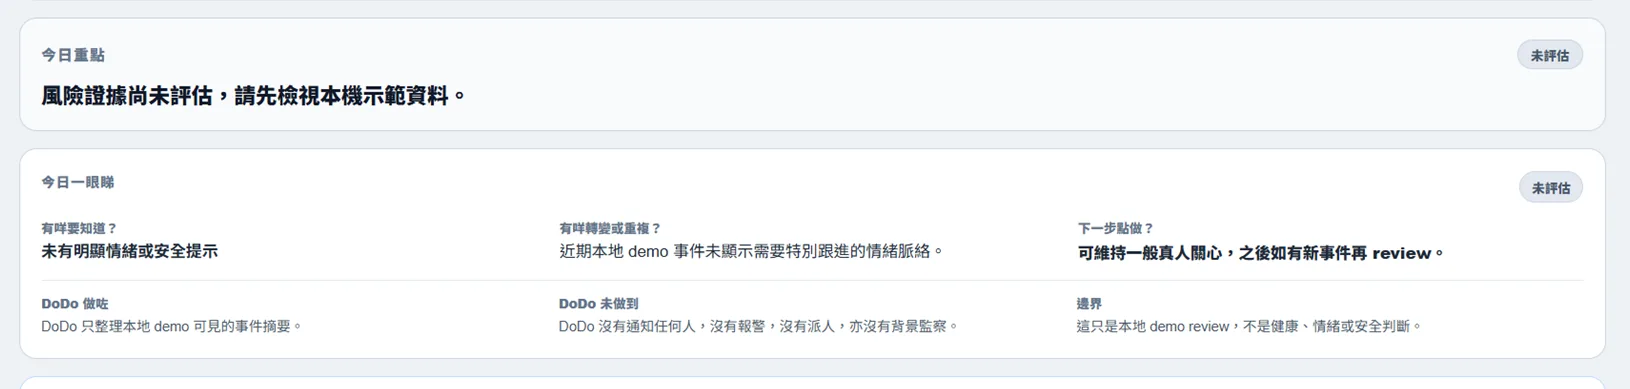 今日重點
未評估
風險證據尚未評估，請先檢視本機示範資料。
今日一眼睇
未評估
有咩要知道？
未有明顯情緒或安全提示
有咩轉變或重複？
近期本地 demo 事件未顯示需要特別跟進的情緒脈絡。
下一步點做？
可維持一般真人關心，之後如有新事件再 review。
DoDo 做咗
DoDo 只整理本地 demo 可見的事件摘要。
DoDo 未做到
DoDo 沒有通知任何人，沒有報警，沒有派人，亦沒有背景監察。
邊界
這只是本地 demo review，不是健康、情緒或安全判斷。